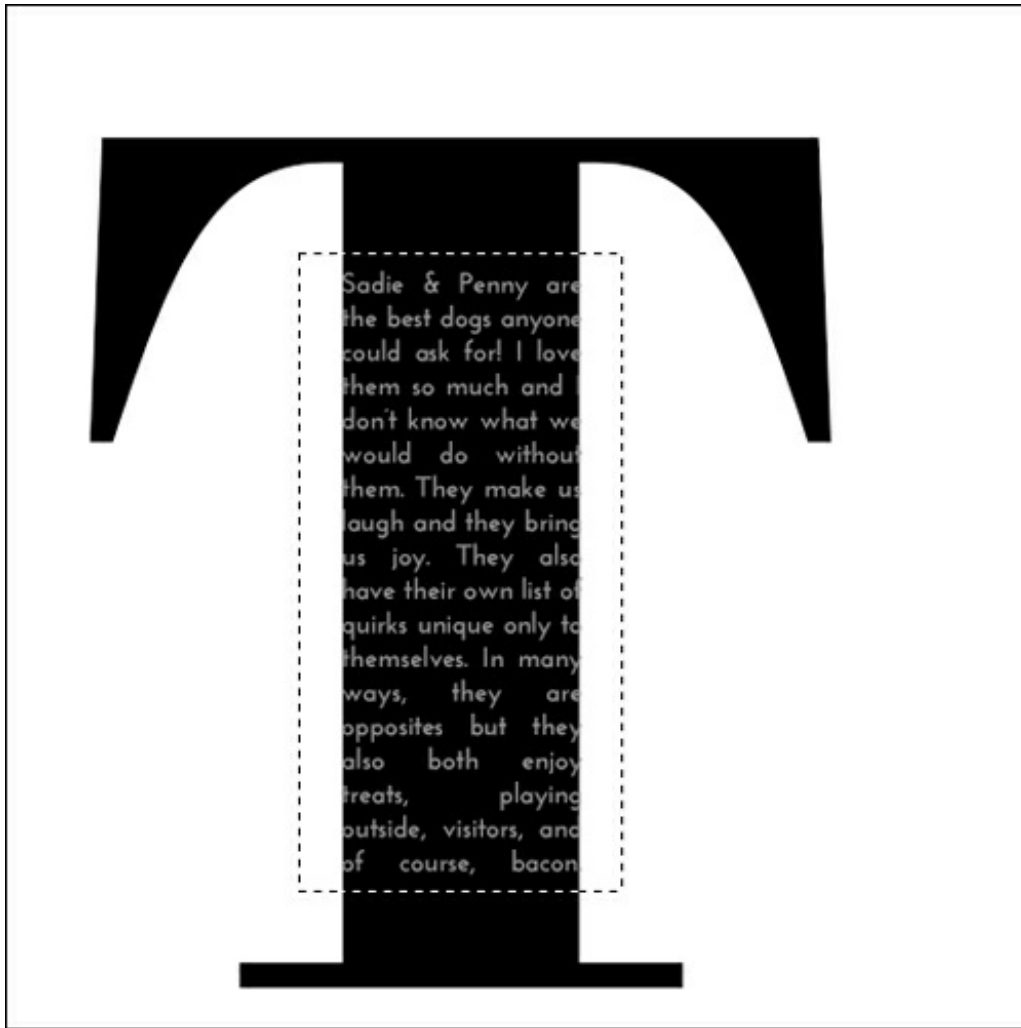 T
Sadie & Penny are
the best dogs anyone
could ask for! I love
them so much and I
don't know what we
would do without
them. They make us
laugh and they bring
us joy. They also
have their own list of
quirks unique only to
themselves. In many
ways, they are
opposites but they
also both enjoy
treats, playing
outside, visitors, and
of course, bacon